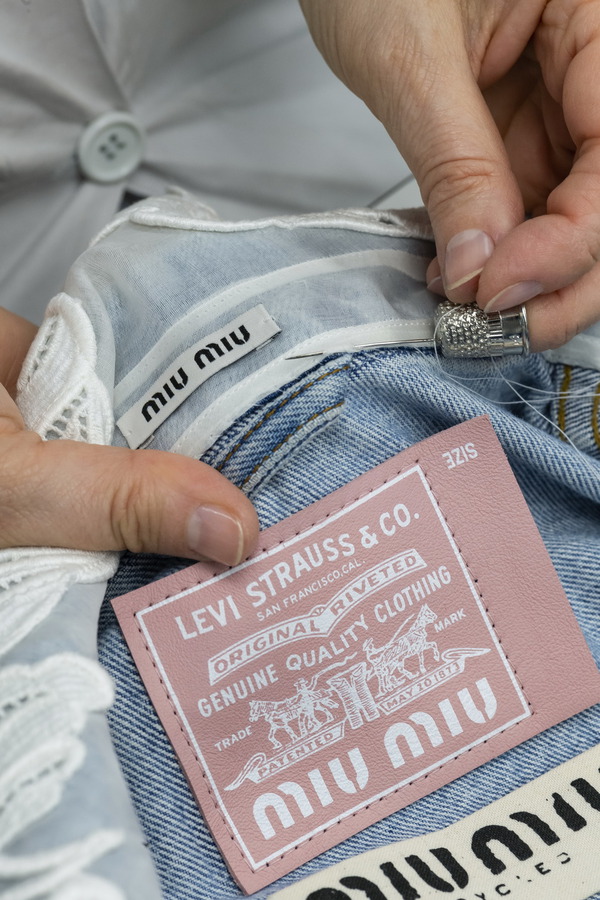 MIU MIU
SIZE
LEVI STRAUSS & CO.
SAN FRANCISCO.CAL.
ORIGINAL RIVETED
GENUINE QUALITY CLOTHING
TRADE MARK
PATENTED MAY 20 1873
MIU MIU
MIU MIU